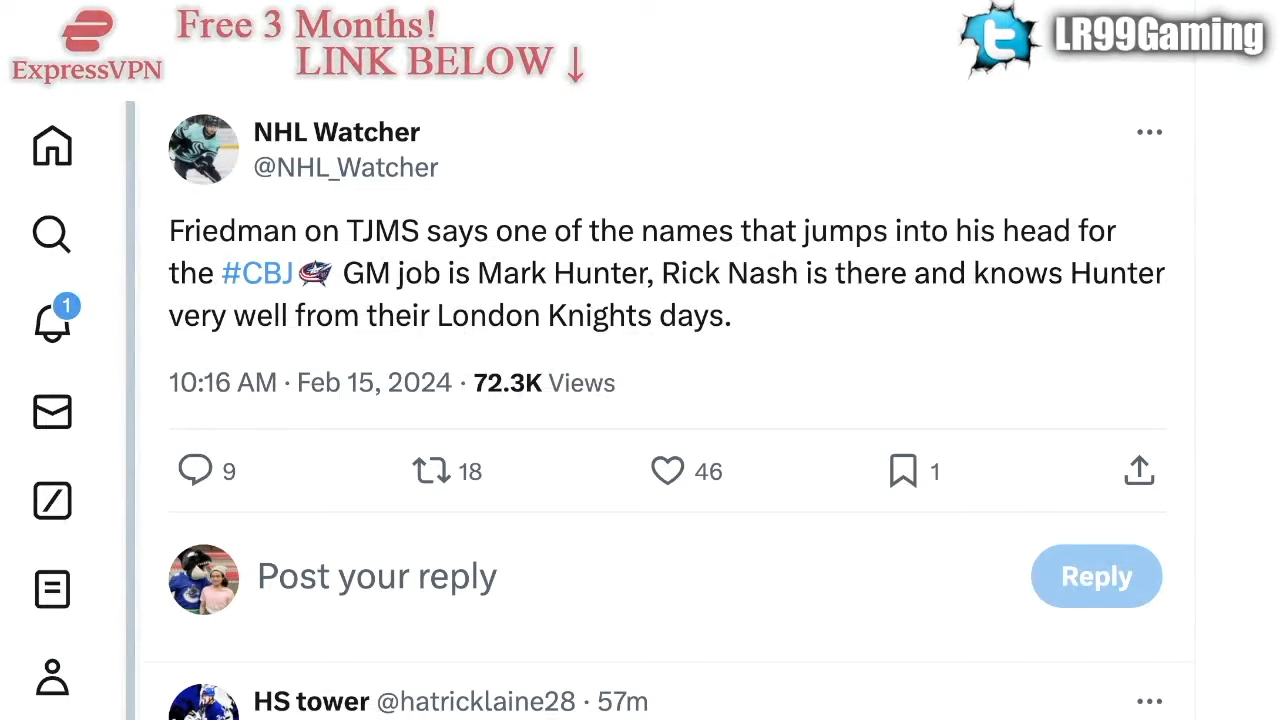 Free 3 Months!
LINK BELOW ↓
ExpressVPN
LR99Gaming
NHL Watcher
@NHL_Watcher
Friedman on TJMS says one of the names that jumps into his head for
the #CBJ GM job is Mark Hunter, Rick Nash is there and knows Hunter
very well from their London Knights days.
10:16 AM · Feb 15, 2024 · 72.3K Views
1
9 18 46 1
Post your reply
Reply
HS tower @hatricklaine28 · 57m